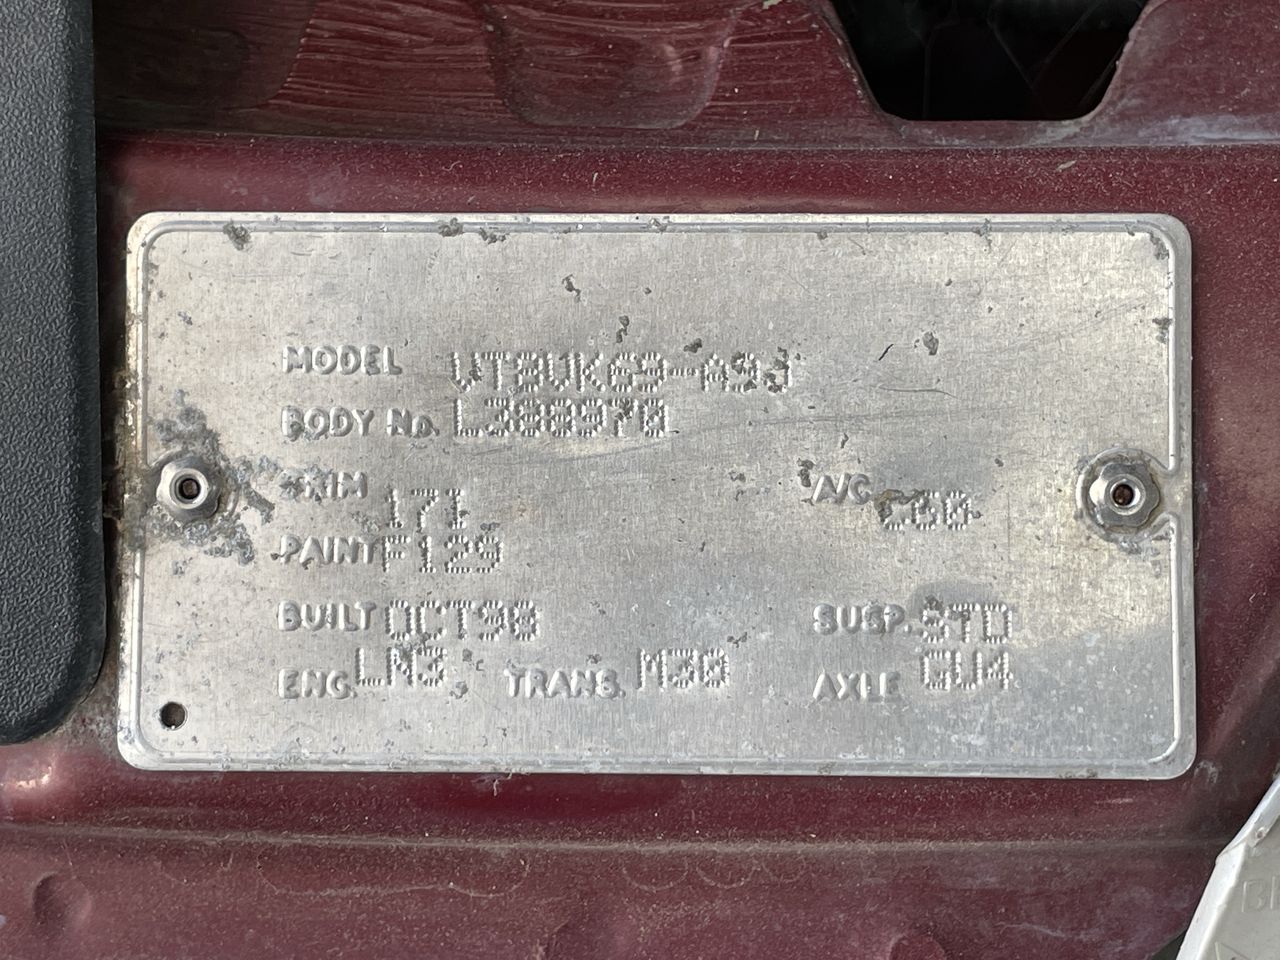 MODEL VT8VK69-A9J
BODY No. L388970
TRIM 171 A/C C60
PAINT F129
BUILT OCT98 SUSP. STD
ENG. LN3 TRANS. M30 AXLE GU4